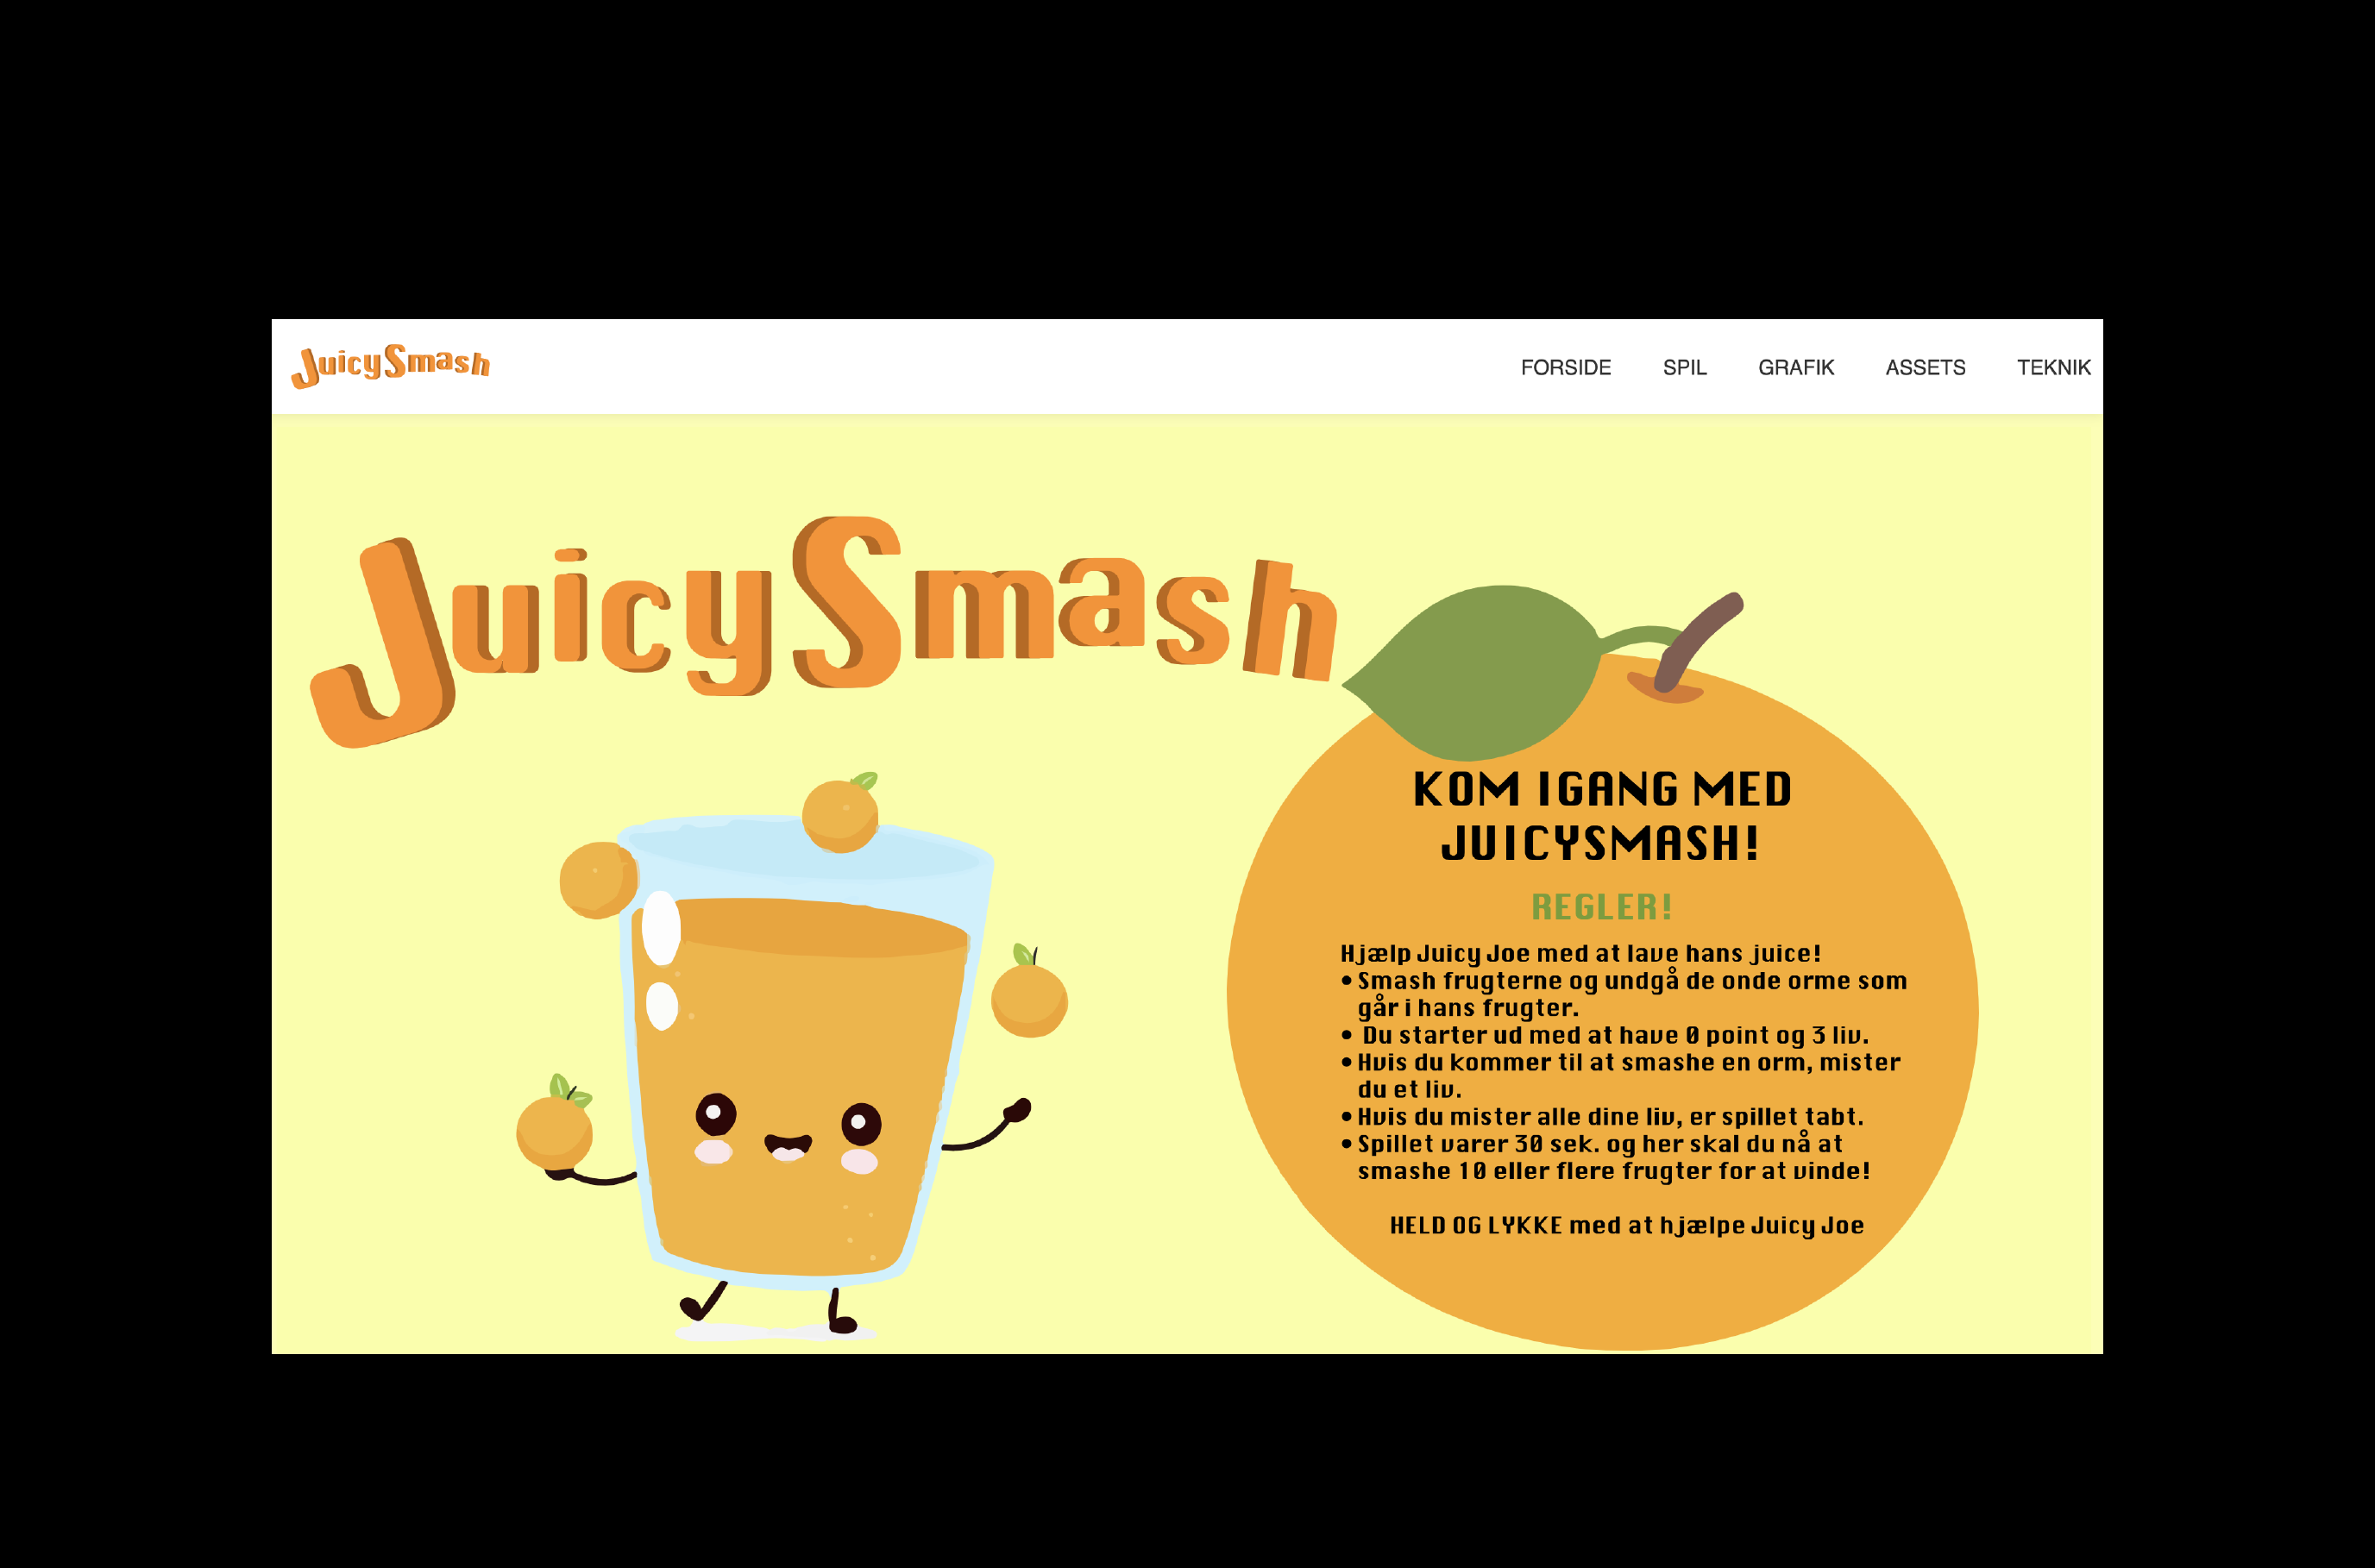 JuicySmash
FORSIDE SPIL GRAFIK ASSETS TEKNIK
JuicySmash
KOM IGANG MED
JUICYSMASH!
REGLER!
Hjælp Juicy Joe med at lave hans juice!
• Smash frugterne og undgå de onde orme som
går i hans frugter.
• Du starter ud med at have 0 point og 3 liv.
• Hvis du kommer til at smashe en orm, mister
du et liv.
• Hvis du mister alle dine liv, er spillet tabt.
• Spillet varer 30 sek. og her skal du nå at
smashe 10 eller flere frugter for at vinde!
HELD OG LYKKE med at hjælpe Juicy Joe